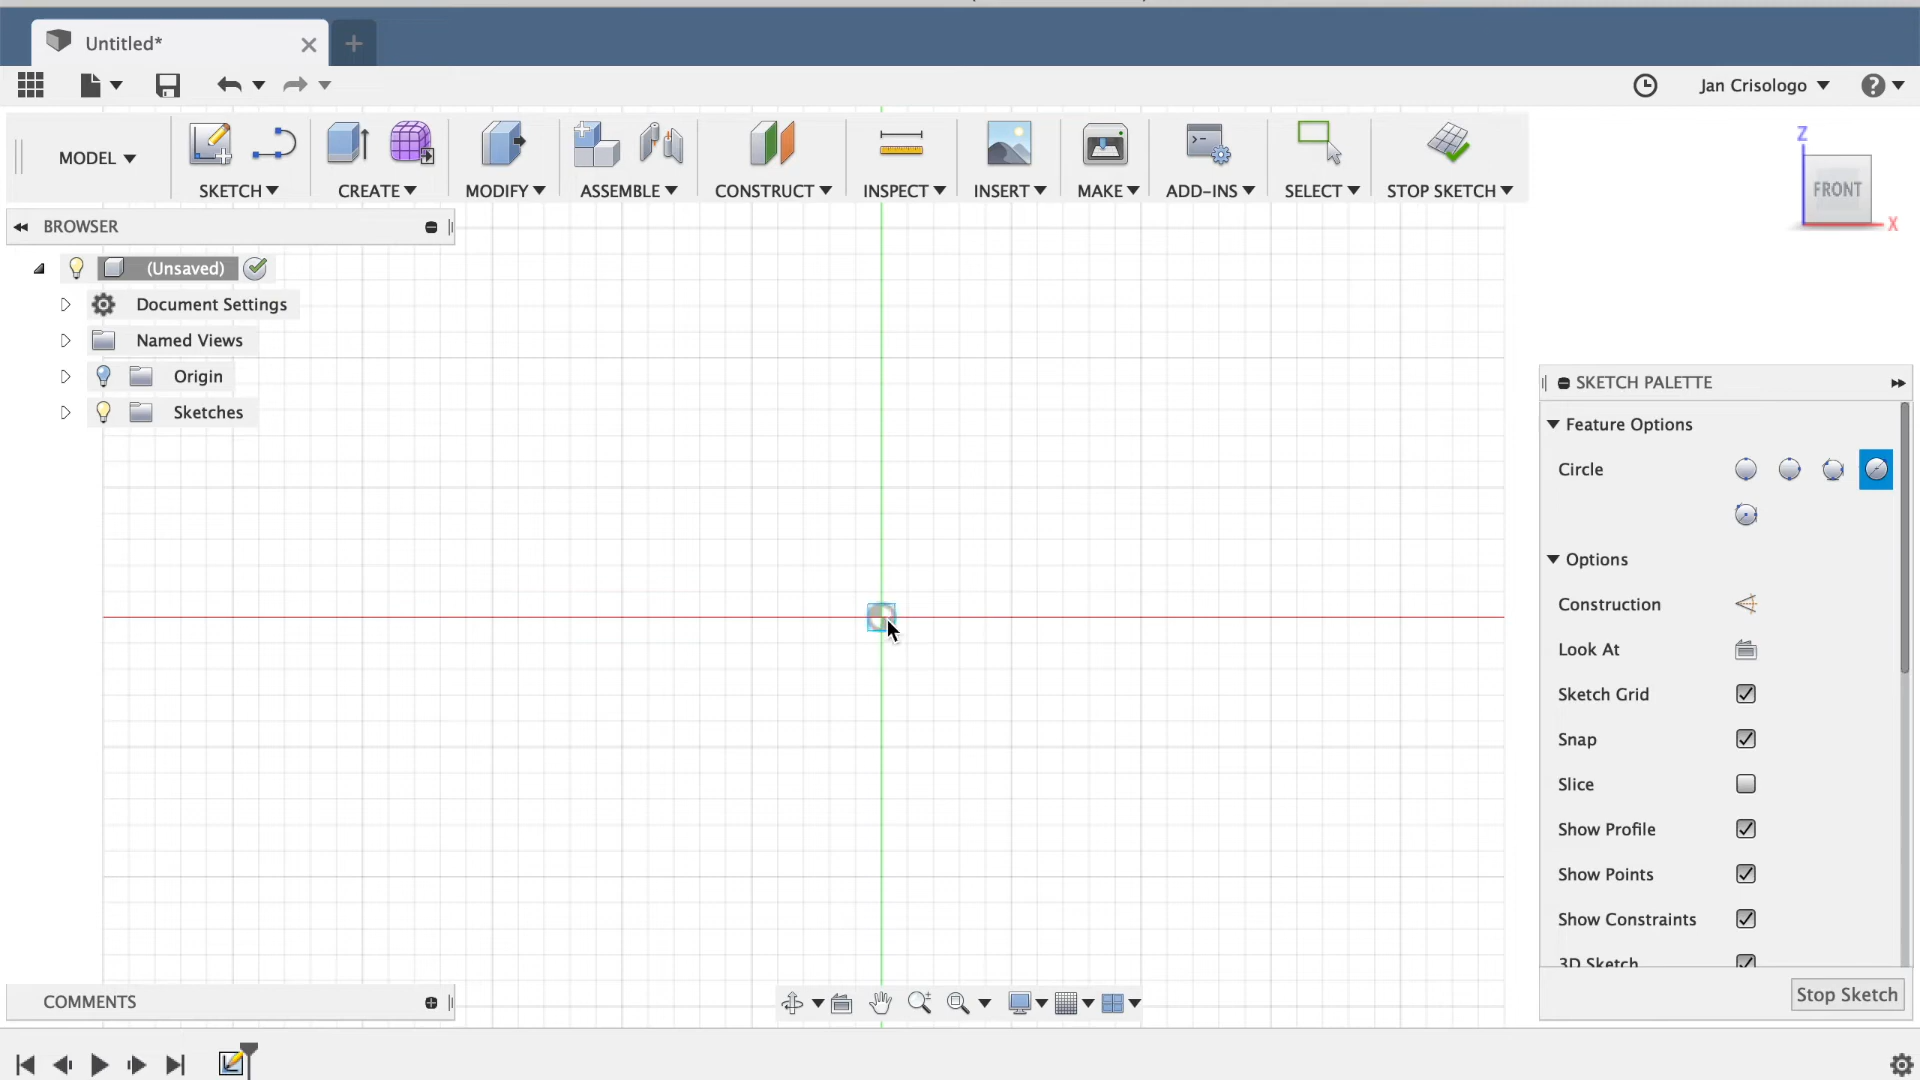 Untitled*
Jan Crisologo
MODEL
SKETCH
CREATE
MODIFY
ASSEMBLE
CONSTRUCT
INSPECT
INSERT
MAKE
ADD-INS
SELECT
STOP SKETCH
Z
FRONT
X
BROWSER
(Unsaved)
Document Settings
Named Views
Origin
Sketches
SKETCH PALETTE
Feature Options
Circle
Options
Construction
Look At
Sketch Grid
Snap
Slice
Show Profile
Show Points
Show Constraints
3D Sketch
Stop Sketch
COMMENTS